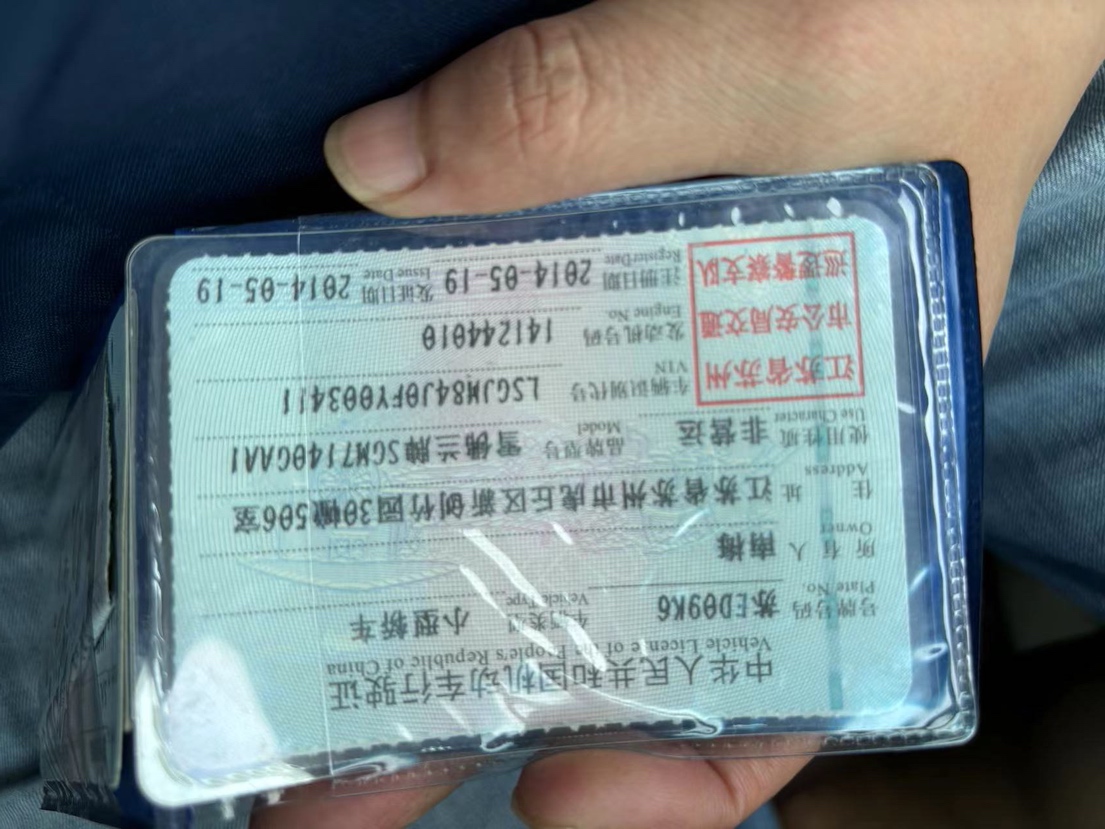 中华人民共和国机动车行驶证
Vehicle Licence of the People's Republic of China
号牌号码 苏ED09K6 车辆类型 小型轿车
Plate No. Vehicle Type
所有人 南梅
Owner
住址 江苏省苏州市虎丘区新创竹园30幢506室
Address
使用性质 非营运 品牌型号 雪佛兰牌SGM7140GAA1
Use Character Model
江苏省苏州
市公安局交通
巡逻警察支队
车辆识别代号 LSGJM84J0FY003411
VIN
发动机号码 141244010
Engine No.
注册日期 2014-05-19 发证日期 2014-05-19
Register Date Issue Date